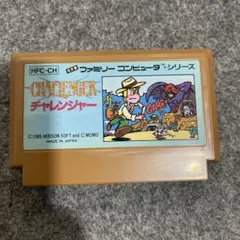 HFC-CH
ファミリー コンピュータ シリーズ
CHALLENGER
チャレンジャー
©1985 HUDSON SOFT and © MOMO
MADE IN JAPAN